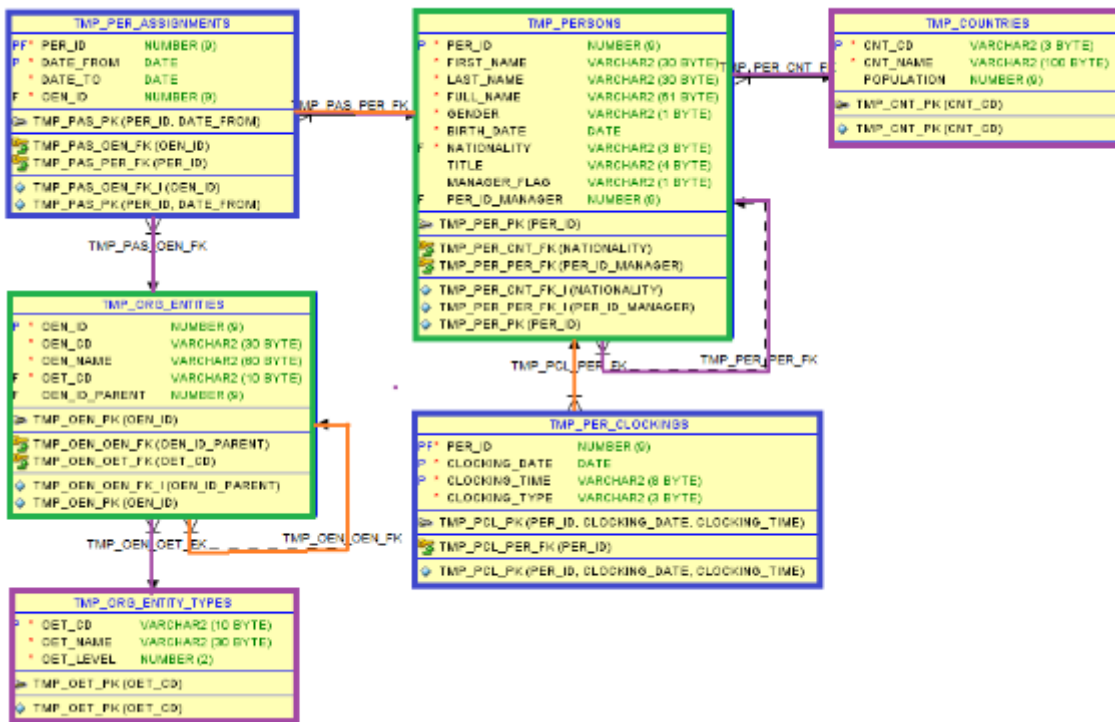 TMP_PER_ASSIGNMENTS
PF* PER_ID NUMBER (9)
P * DATE_FROM DATE
* DATE_TO DATE
F * OEN_ID NUMBER (9)
TMP_PAS_PK (PER_ID, DATE_FROM)
TMP_PAS_OEN_FK (OEN_ID)
TMP_PAS_PER_FK (PER_ID)
TMP_PAS_OEN_FK_I (OEN_ID)
TMP_PAS_PK (PER_ID, DATE_FROM)
TMP_PAS_PER_FK
TMP_PERSONS
P * PER_ID NUMBER (9)
* FIRST_NAME VARCHAR2 (30 BYTE)
* LAST_NAME VARCHAR2 (30 BYTE)
* FULL_NAME VARCHAR2 (61 BYTE)
* GENDER VARCHAR2 (1 BYTE)
* BIRTH_DATE DATE
F * NATIONALITY VARCHAR2 (3 BYTE)
TITLE VARCHAR2 (4 BYTE)
MANAGER_FLAG VARCHAR2 (1 BYTE)
F PER_ID_MANAGER NUMBER (9)
TMP_PER_PK (PER_ID)
TMP_PER_CNT_FK (NATIONALITY)
TMP_PER_PER_FK (PER_ID_MANAGER)
TMP_PER_CNT_FK_I (NATIONALITY)
TMP_PER_PER_FK_I (PER_ID_MANAGER)
TMP_PER_PK (PER_ID)
TMP_PER_CNT_FK
TMP_COUNTRIES
P * CNT_CD VARCHAR2 (3 BYTE)
* CNT_NAME VARCHAR2 (100 BYTE)
POPULATION NUMBER (9)
TMP_CNT_PK (CNT_CD)
TMP_CNT_PK (CNT_CD)
TMP_PAS_OEN_FK
TMP_ORG_ENTITIES
P * OEN_ID NUMBER (9)
* OEN_CD VARCHAR2 (30 BYTE)
* OEN_NAME VARCHAR2 (60 BYTE)
F * OET_CD VARCHAR2 (10 BYTE)
F OEN_ID_PARENT NUMBER (9)
TMP_OEN_PK (OEN_ID)
TMP_OEN_OEN_FK (OEN_ID_PARENT)
TMP_OEN_OET_FK (OET_CD)
TMP_OEN_OEN_FK_I (OEN_ID_PARENT)
TMP_OEN_PK (OEN_ID)
TMP_PCL_PER_FK
TMP_PER_PER_FK
TMP_PER_CLOCKINGS
PF* PER_ID NUMBER (9)
P * CLOCKING_DATE DATE
P * CLOCKING_TIME VARCHAR2 (8 BYTE)
* CLOCKING_TYPE VARCHAR2 (3 BYTE)
TMP_PCL_PK (PER_ID, CLOCKING_DATE, CLOCKING_TIME)
TMP_PCL_PER_FK (PER_ID)
TMP_PCL_PK (PER_ID, CLOCKING_DATE, CLOCKING_TIME)
TMP_OEN_OET_FK
TMP_OEN_OEN_FK
TMP_ORG_ENTITY_TYPES
P * OET_CD VARCHAR2 (10 BYTE)
* OET_NAME VARCHAR2 (30 BYTE)
* OET_LEVEL NUMBER (2)
TMP_OET_PK (OET_CD)
TMP_OET_PK (OET_CD)